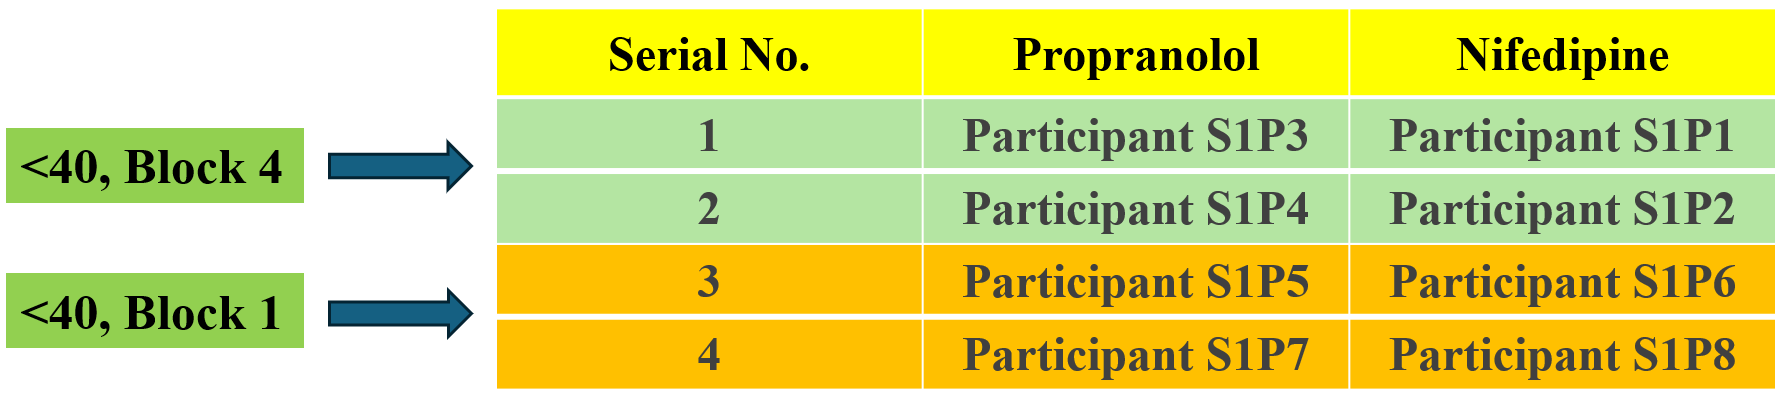 Serial No. Propranolol Nifedipine
<40, Block 4
1 Participant S1P3 Participant S1P1
2 Participant S1P4 Participant S1P2
<40, Block 1
3 Participant S1P5 Participant S1P6
4 Participant S1P7 Participant S1P8